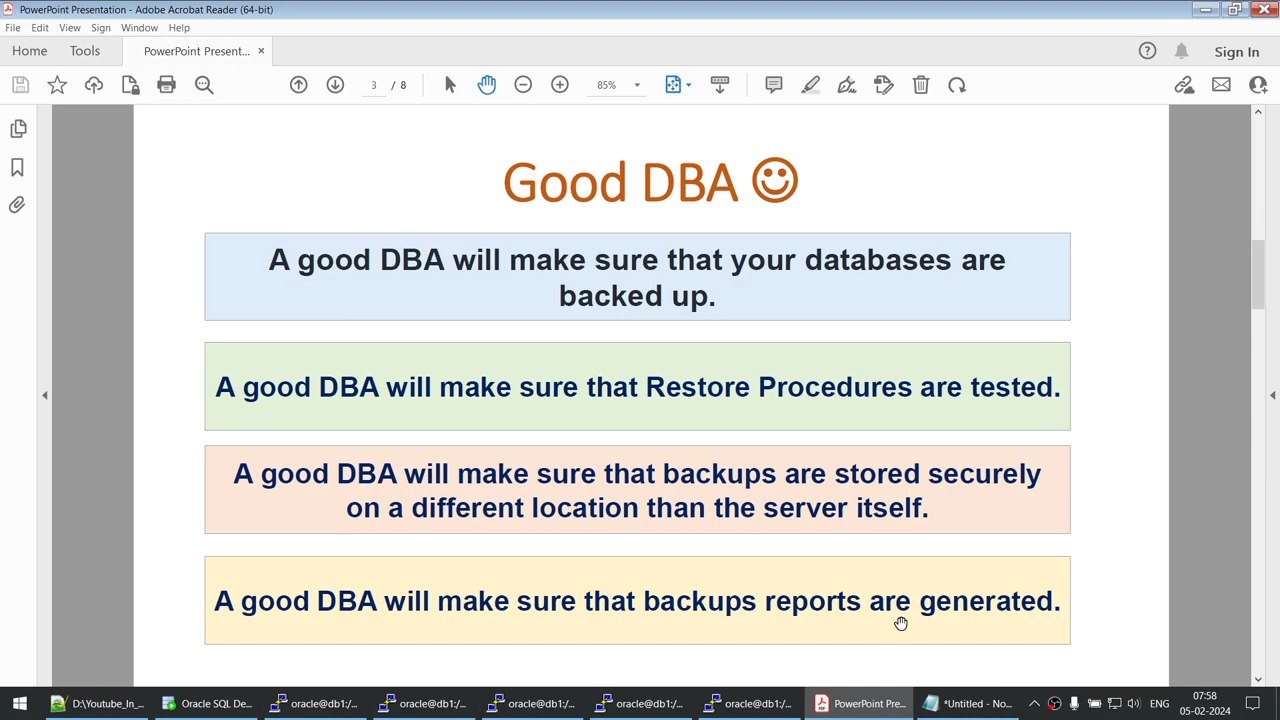 PowerPoint Presentation - Adobe Acrobat Reader (64-bit)
File Edit View Sign Window Help
Home Tools PowerPoint Present... × Sign In
3 / 8 85%
Good DBA ☺
A good DBA will make sure that your databases are
backed up.
A good DBA will make sure that Restore Procedures are tested.
A good DBA will make sure that backups are stored securely
on a different location than the server itself.
A good DBA will make sure that backups reports are generated.
D:\Youtube_In_... Oracle SQL De... oracle@db1:/... oracle@db1:/... oracle@db1:/... oracle@db1:/... oracle@db1:/... PowerPoint Pre... *Untitled - No... ENG 07:58
05-02-2024